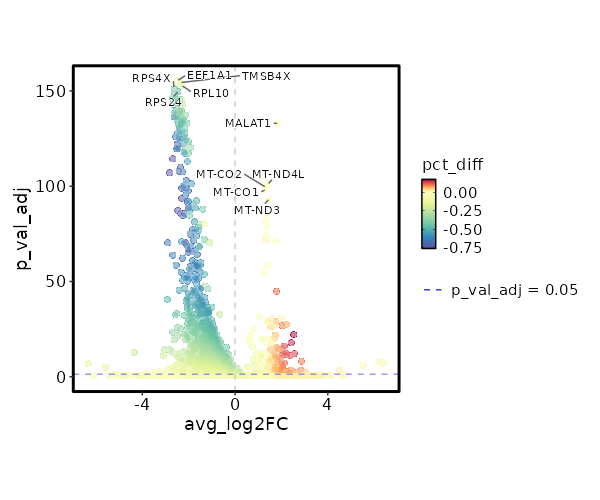 RPS4X
EEF1A1
TMSB4X
RPL10
RPS24
MALAT1
MT-CO2
MT-ND4L
MT-CO1
MT-ND3
150
100
50
0
p_val_adj
-4
0
4
avg_log2FC
pct_diff
0.00
-0.25
-0.50
-0.75
p_val_adj = 0.05